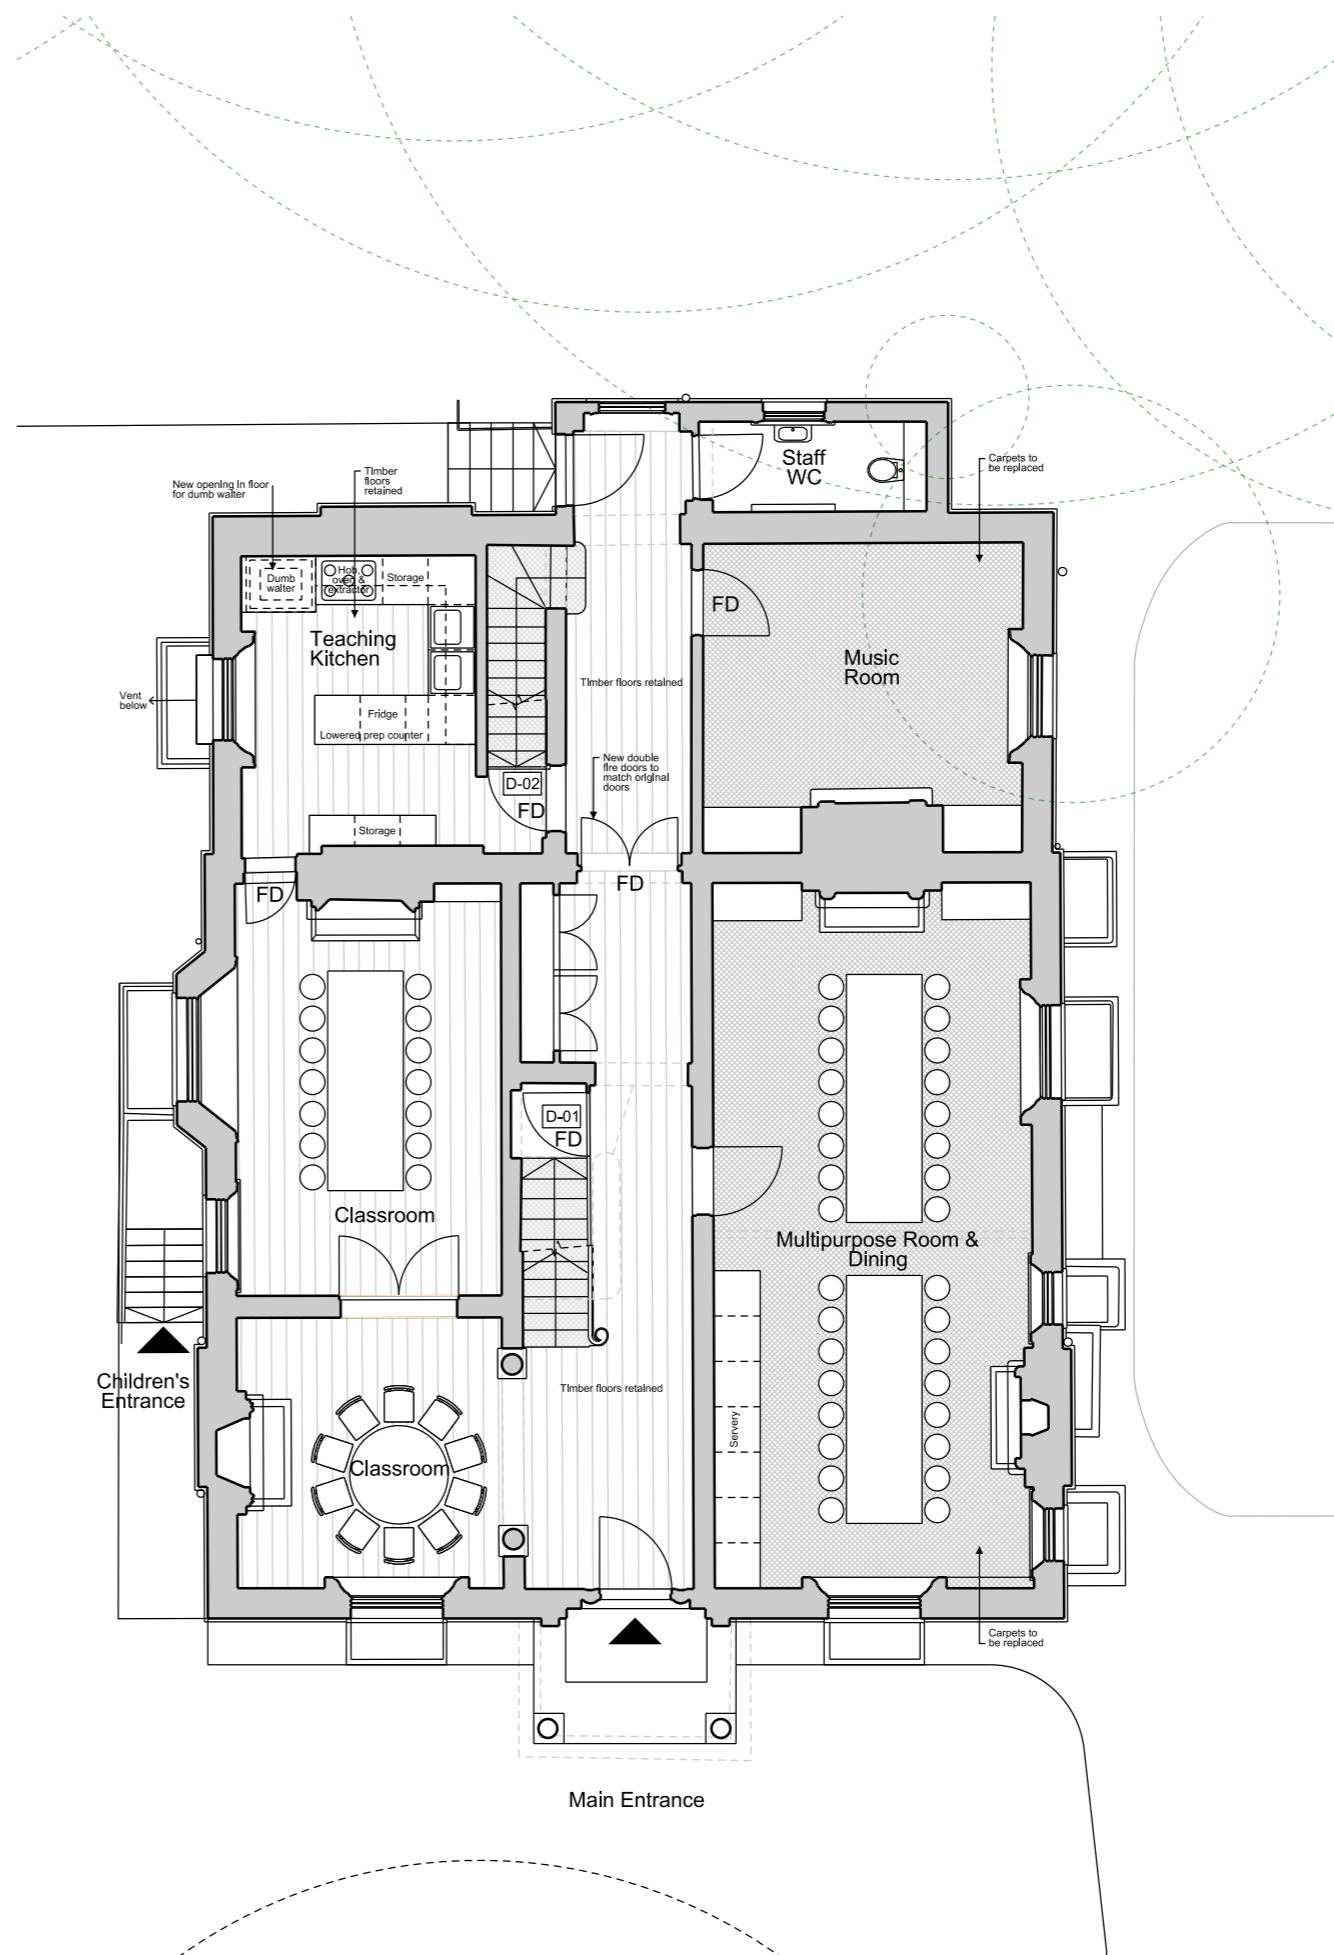 Staff
WC
Carpets to
be replaced
Timber
floors
retained
New opening in floor
for dumb waiter
Dumb
waiter
Hob,
oven &
extractor
Storage
FD
Teaching
Kitchen
Music
Room
Timber floors retained
Vent
below
Fridge
Lowered prep counter
New double
fire doors to
match original
doors
D-02
FD
Storage
FD
FD
D-01
FD
Classroom
Multipurpose Room &
Dining
Children's
Entrance
Timber floors retained
Servery
Classroom
Carpets to
be replaced
Main Entrance